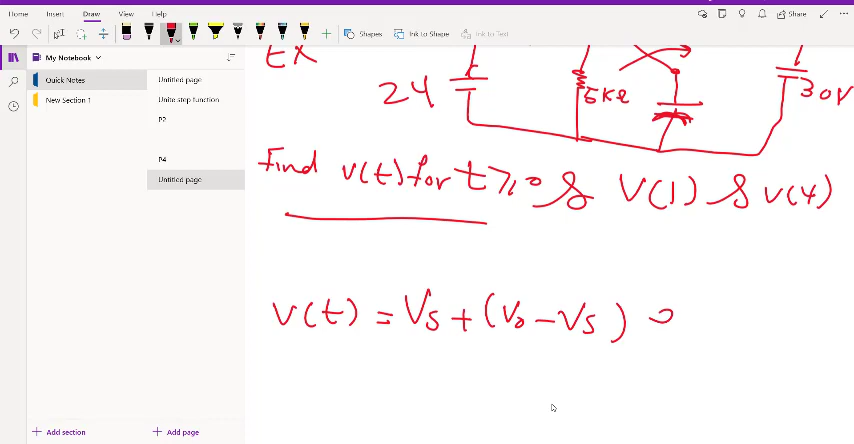 Home Insert Draw View Help
Share
Shapes Ink to Shape Ink to Text
My Notebook
Quick Notes
New Section 1
Untitled page
Unite step function
P2
P4
Untitled page
Add section
Add page
EX
24
5kΩ
30V
Find v(t) for t ≥ 0 & V(1) & v(4)
V(t) = Vs + (V0 - Vs)